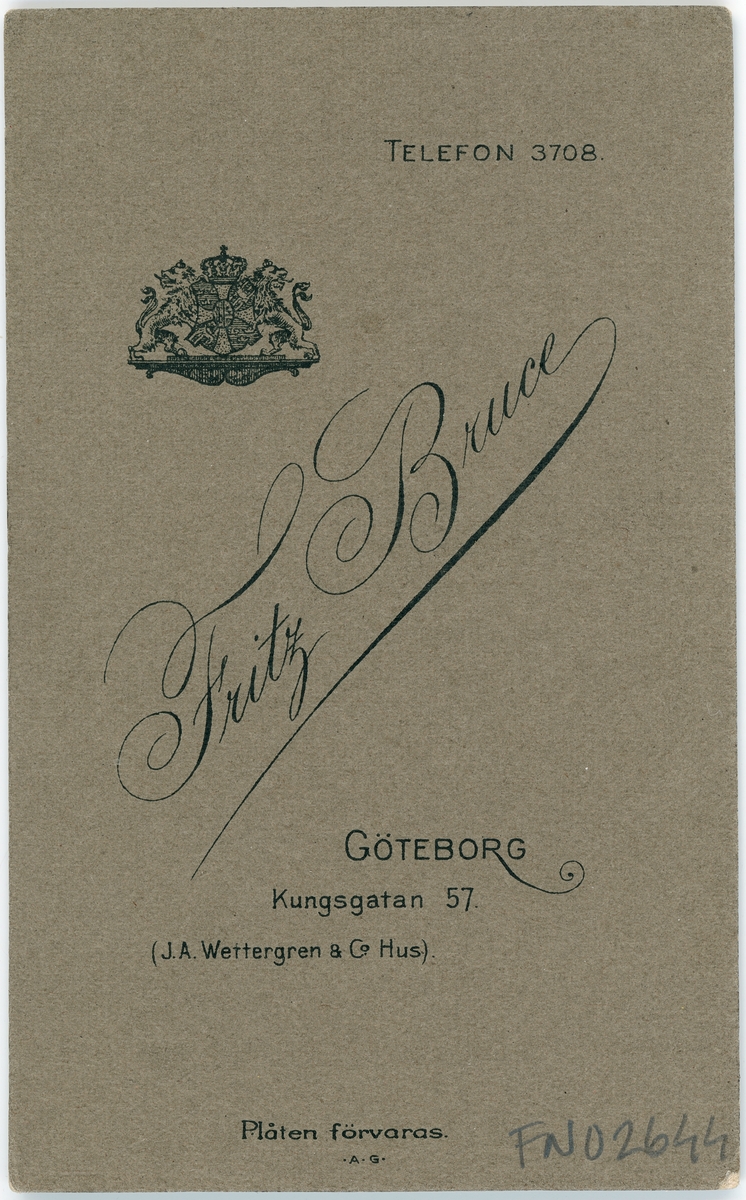 TELEFON 3708.
Fritz Bruce
GÖTEBORG
Kungsgatan 57.
(J.A. Wettergren & Co Hus).
Plåten förvaras.
·A·G·
FN02644